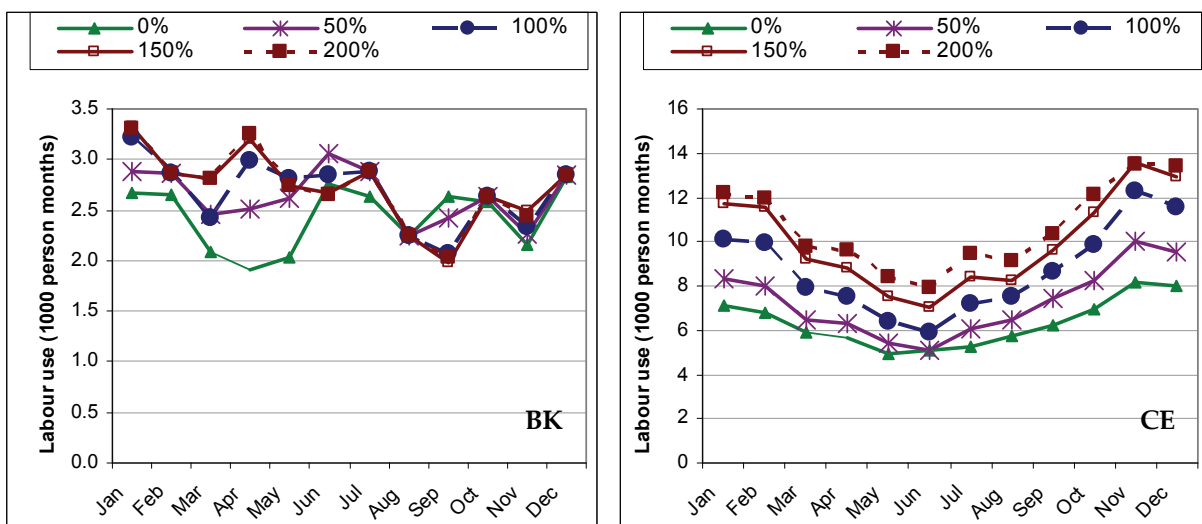 0% 50% 100%
150% 200%
Labour use (1000 person months)
3.5
3.0
2.5
2.0
1.5
1.0
0.5
0.0
Jan Feb Mar Apr May Jun Jul Aug Sep Oct Nov Dec
BK
0% 50% 100%
150% 200%
Labour use (1000 person months)
16
14
12
10
8
6
4
2
0
Jan Feb Mar Apr May Jun Jul Aug Sep Oct Nov Dec
CE